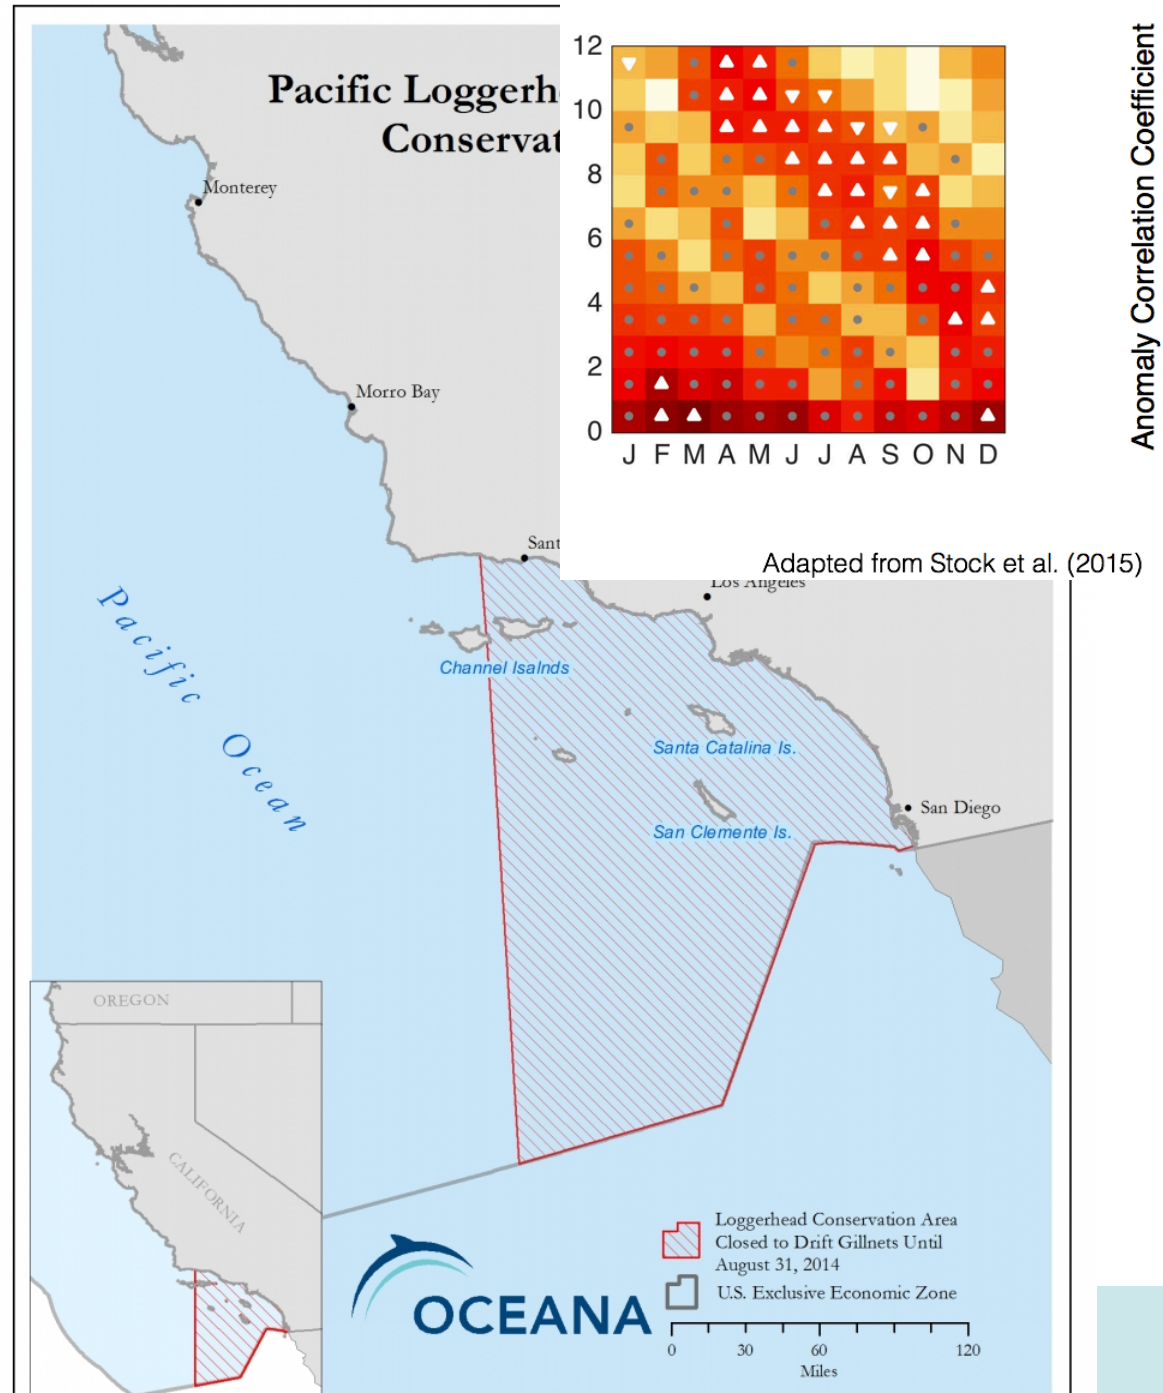 Pacific Loggerh
Conservat
Monterey
Morro Bay
Sant
Los Angeles
Pacific Ocean
Channel Isalnds
Santa Catalina Is.
San Clemente Is.
San Diego
12
10
8
6
4
2
0
J F M A M J J A S O N D
Anomaly Correlation Coefficient
Adapted from Stock et al. (2015)
OREGON
CALIFORNIA
OCEANA
Loggerhead Conservation Area
Closed to Drift Gillnets Until
August 31, 2014
U.S. Exclusive Economic Zone
0 30 60 120
Miles